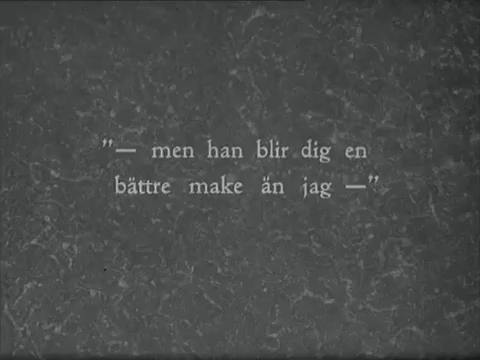 ”— men han blir dig en
bättre make än jag —”